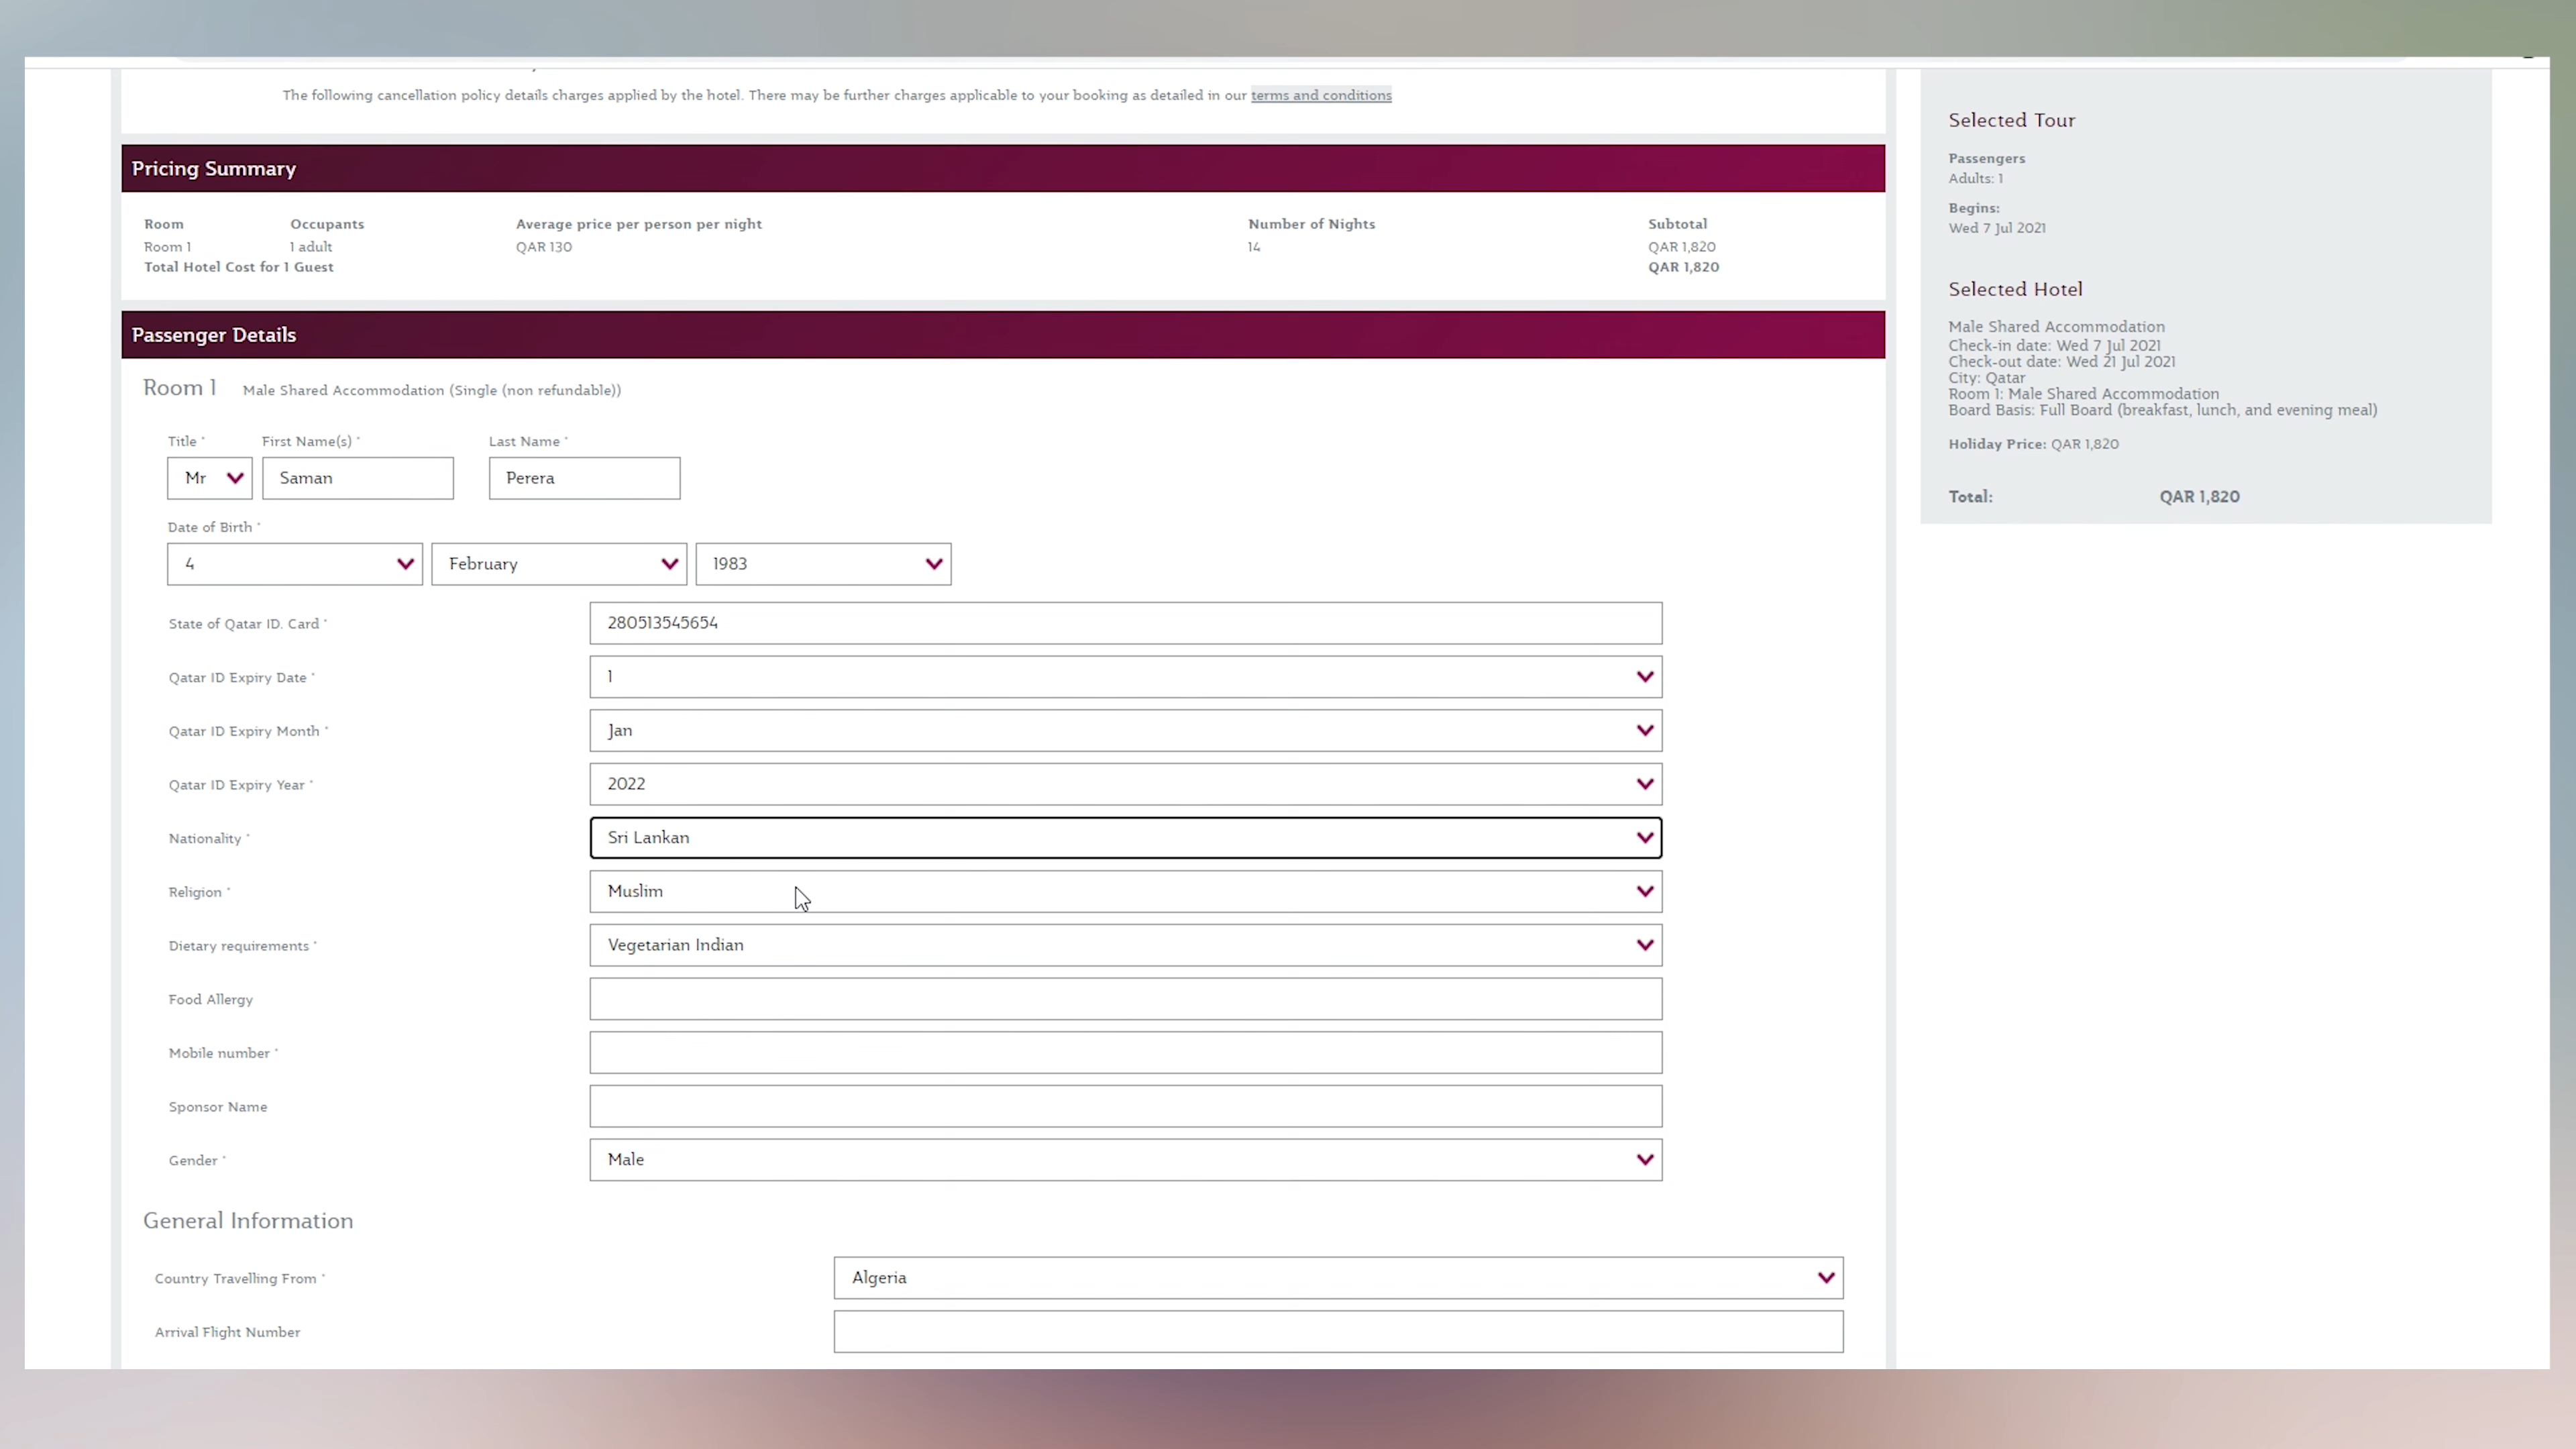 The following cancellation policy details charges applied by the hotel. There may be further charges applicable to your booking as detailed in our terms and conditions
Pricing Summary
Room Occupants Average price per person per night Number of Nights Subtotal
Room 1 1 adult QAR 130 14 QAR 1,820
Total Hotel Cost for 1 Guest QAR 1,820
Passenger Details
Room 1 Male Shared Accommodation (Single (non refundable))
Title * First Name(s) * Last Name *
Mr Saman Perera
Date of Birth *
4 February 1983
State of Qatar ID. Card * 280513545654
Qatar ID Expiry Date * 1
Qatar ID Expiry Month * Jan
Qatar ID Expiry Year * 2022
Nationality * Sri Lankan
Religion * Muslim
Dietary requirements * Vegetarian Indian
Food Allergy
Mobile number *
Sponsor Name
Gender * Male
General Information
Country Travelling From * Algeria
Arrival Flight Number
Selected Tour
Passengers
Adults: 1
Begins:
Wed 7 Jul 2021
Selected Hotel
Male Shared Accommodation
Check-in date: Wed 7 Jul 2021
Check-out date: Wed 21 Jul 2021
City: Qatar
Room 1: Male Shared Accommodation
Board Basis: Full Board (breakfast, lunch, and evening meal)
Holiday Price: QAR 1,820
Total: QAR 1,820